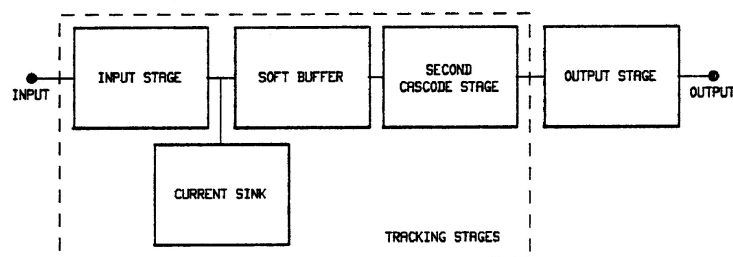 INPUT STAGE
SOFT BUFFER
SECOND
CASCODE STAGE
OUTPUT STAGE
INPUT
OUTPUT
CURRENT SINK
TRACKING STAGES